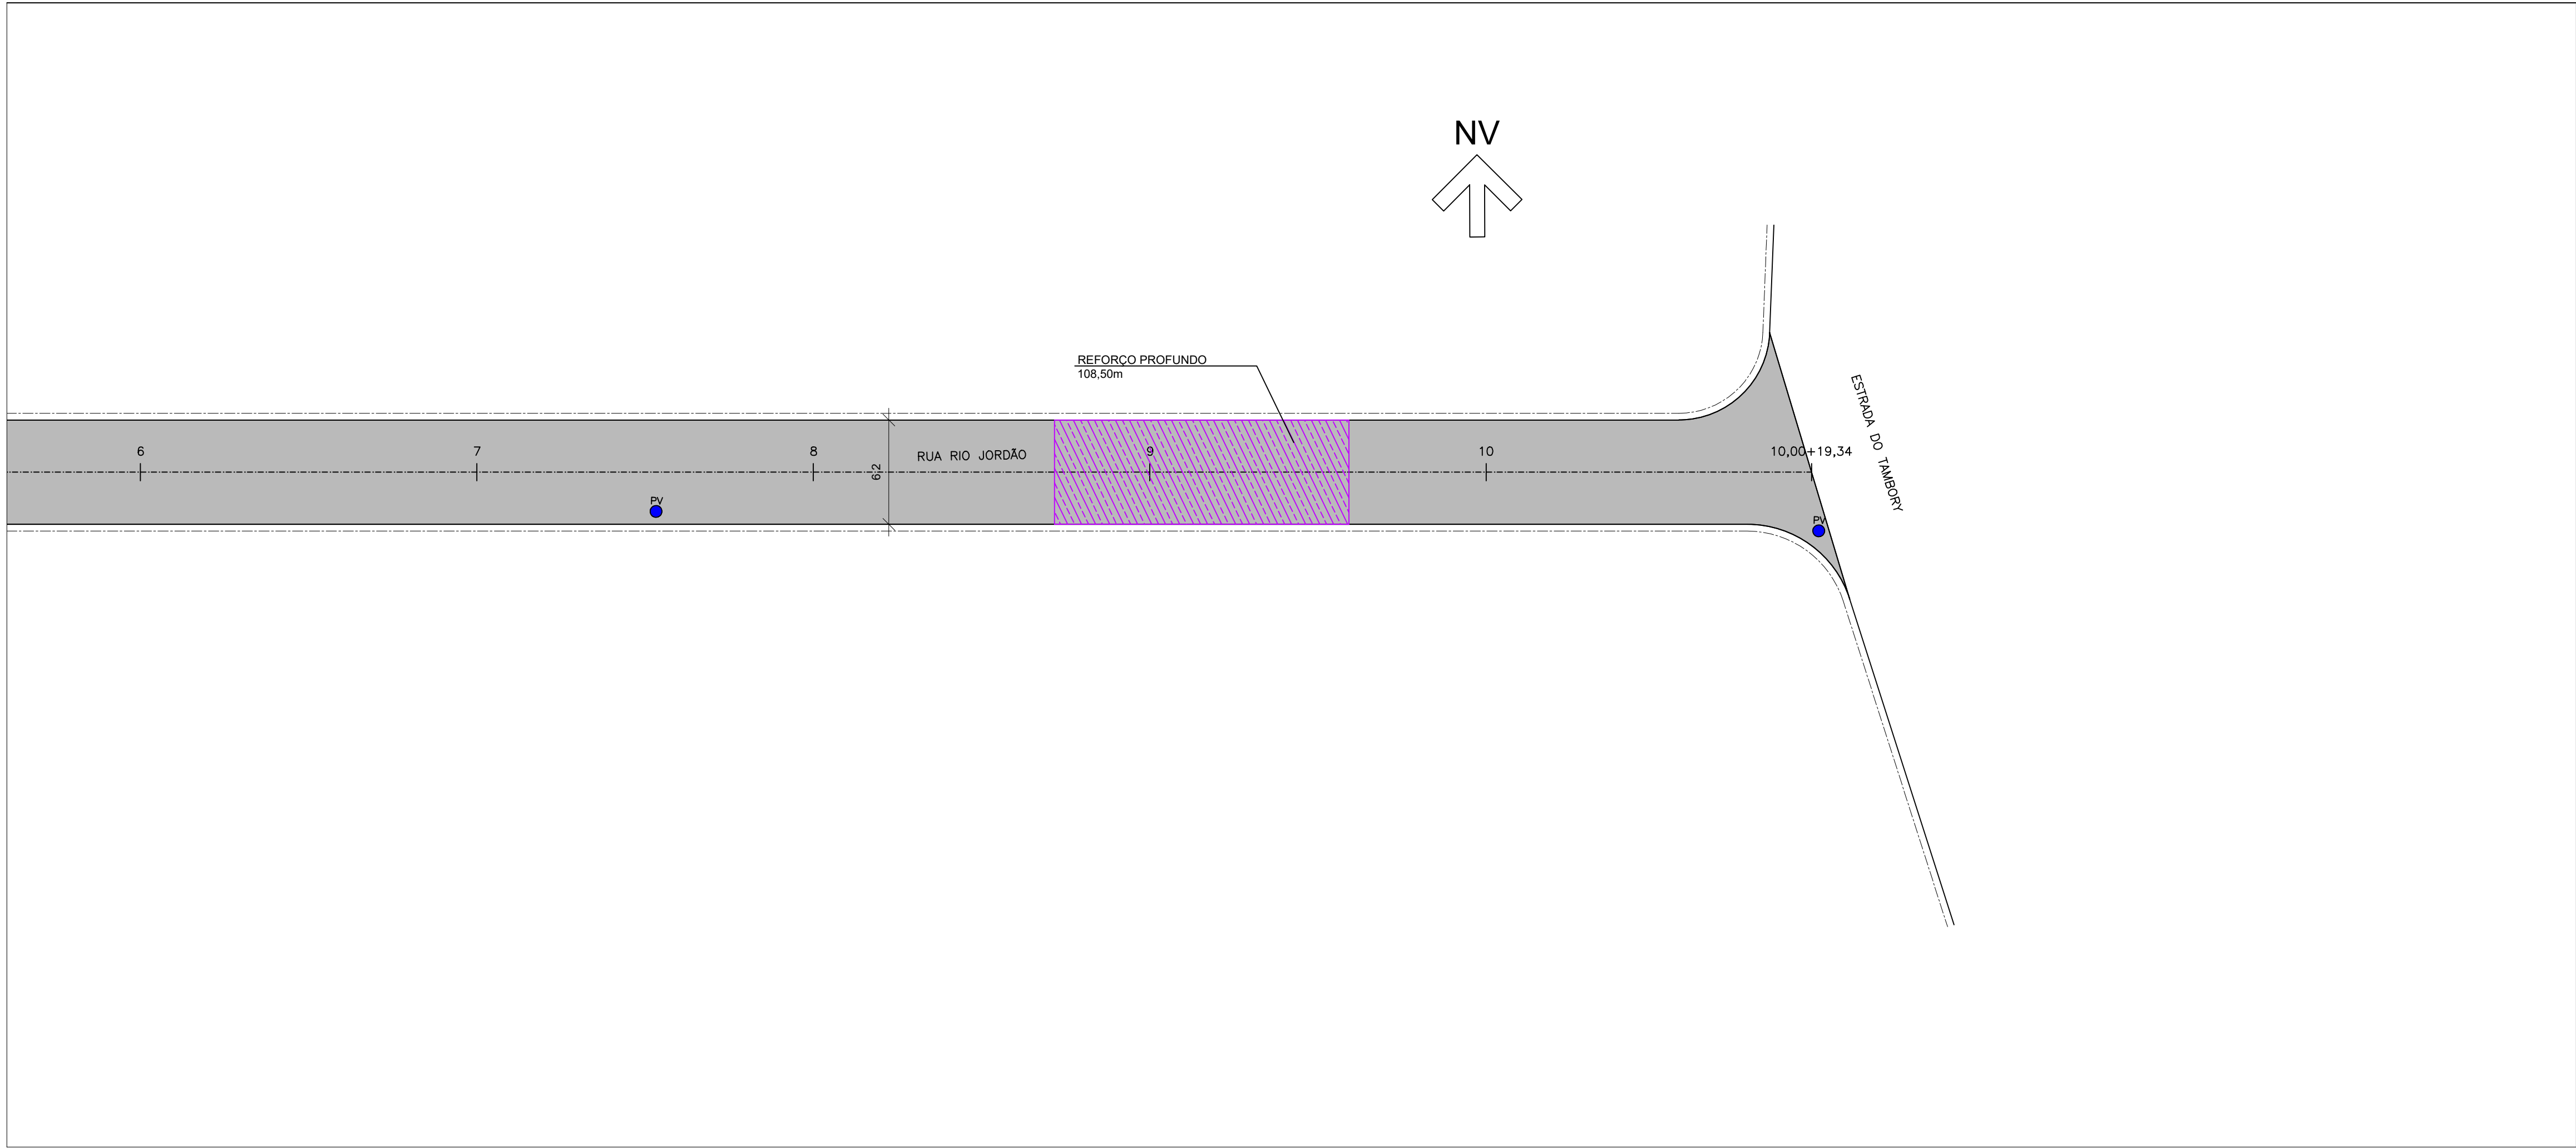 NV
REFORÇO PROFUNDO
108,50m
ESTRADA DO TAMBORY
6
7
8
RUA RIO JORDÃO
9
10
10,00+19,34
6,2
PV
PV